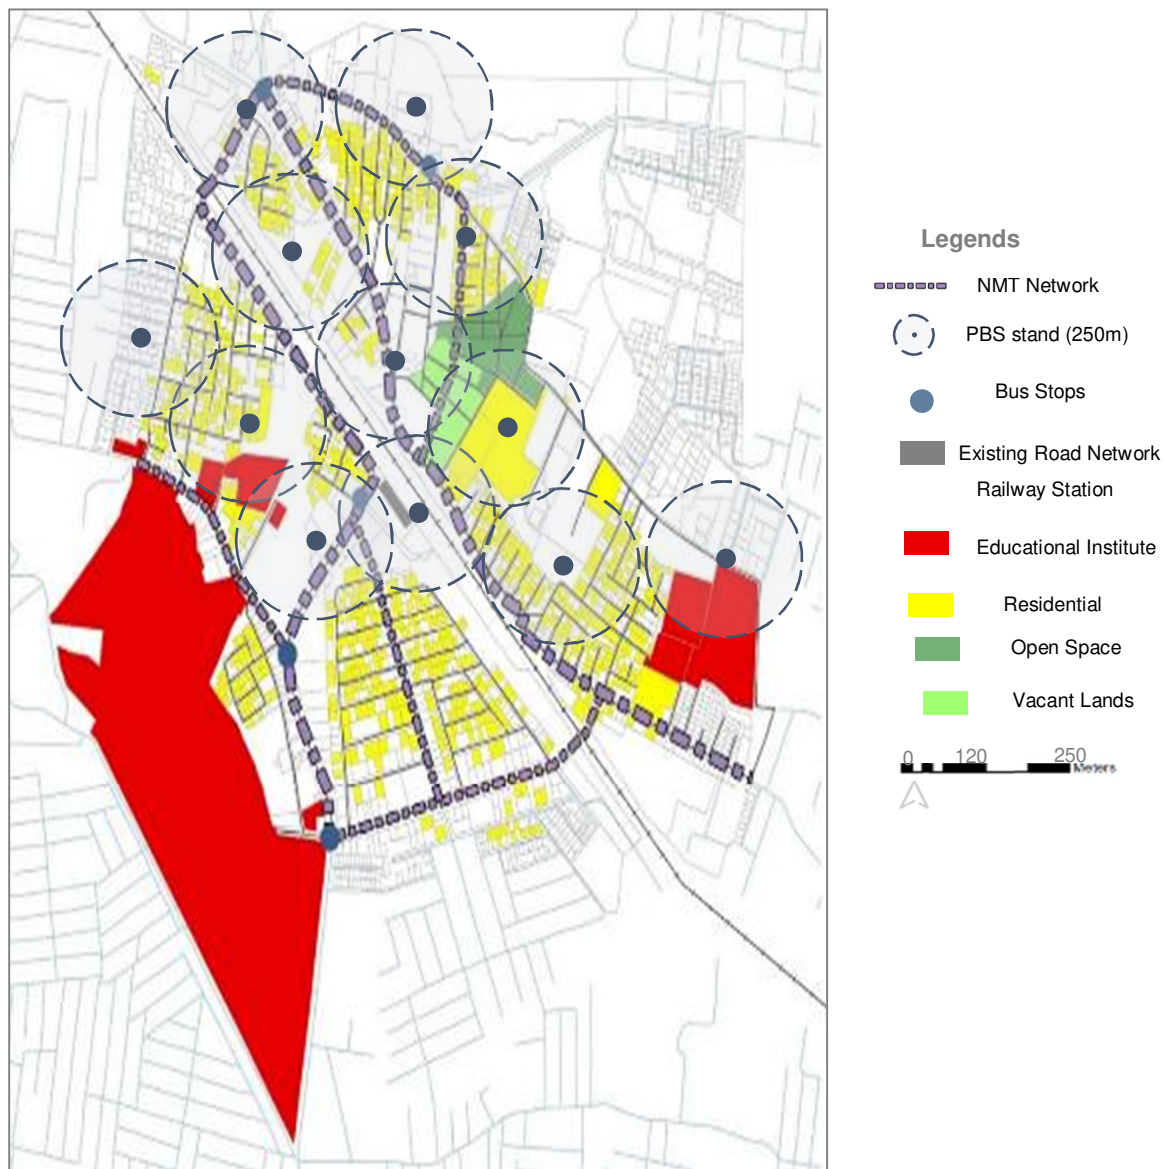 Legends
NMT Network
PBS stand (250m)
Bus Stops
Existing Road Network
Railway Station
Educational Institute
Residential
Open Space
Vacant Lands
0 120 250
Meters